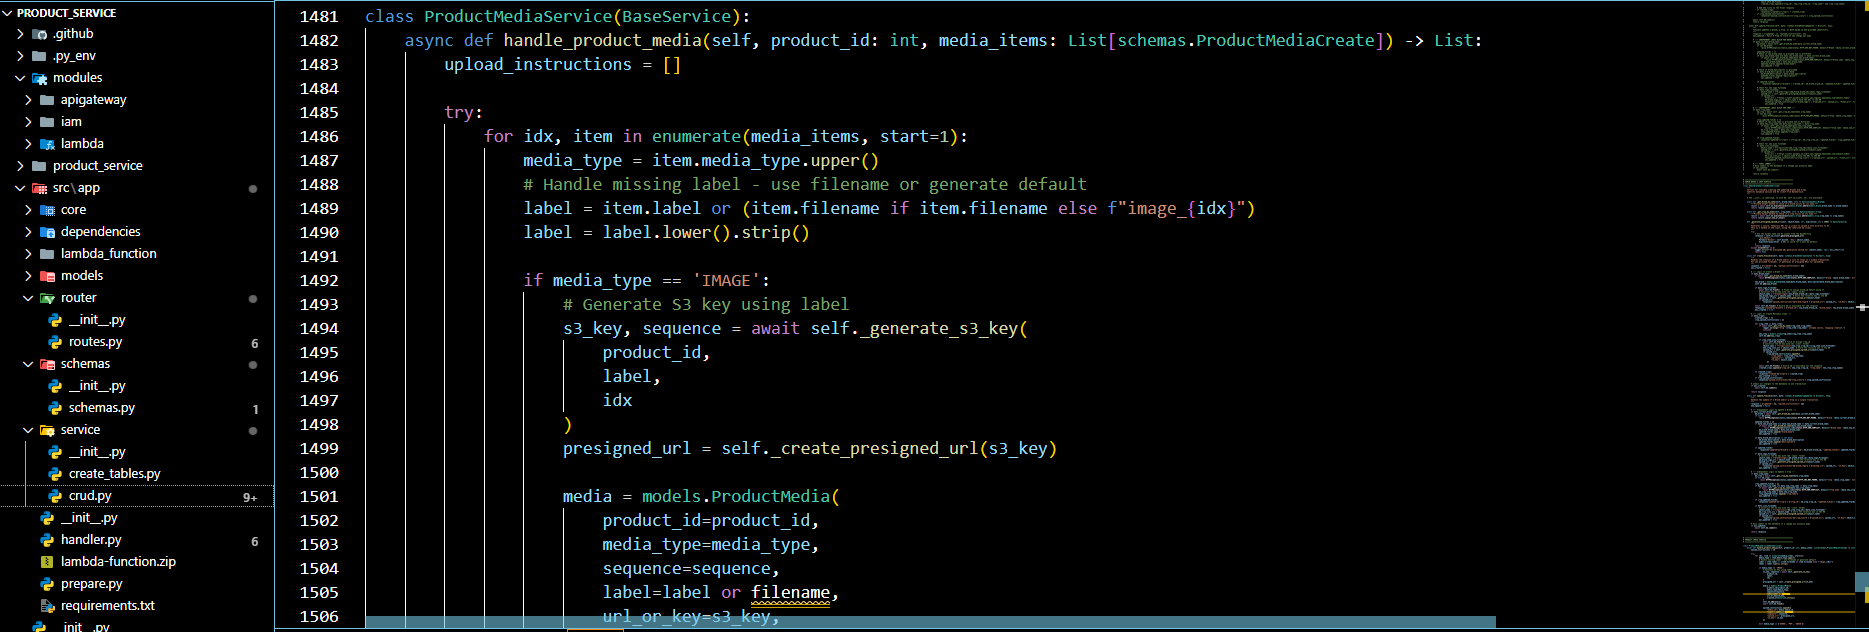 PRODUCT_SERVICE
.github
.py_env
modules
apigateway
iam
lambda
product_service
src\app
core
dependencies
lambda_function
models
router
__init__.py
routes.py 6
schemas
__init__.py
schemas.py 1
service
__init__.py
create_tables.py
crud.py 9+
__init__.py
handler.py 6
lambda-function.zip
prepare.py
requirements.txt
init .py
1481 class ProductMediaService(BaseService):
1482 async def handle_product_media(self, product_id: int, media_items: List[schemas.ProductMediaCreate]) -> List:
1483 upload_instructions = []
1484
1485 try:
1486 for idx, item in enumerate(media_items, start=1):
1487 media_type = item.media_type.upper()
1488 # Handle missing label - use filename or generate default
1489 label = item.label or (item.filename if item.filename else f"image_{idx}")
1490 label = label.lower().strip()
1491
1492 if media_type == 'IMAGE':
1493 # Generate S3 key using label
1494 s3_key, sequence = await self._generate_s3_key(
1495 product_id,
1496 label,
1497 idx
1498 )
1499 presigned_url = self._create_presigned_url(s3_key)
1500
1501 media = models.ProductMedia(
1502 product_id=product_id,
1503 media_type=media_type,
1504 sequence=sequence,
1505 label=label or filename,
1506 url_or_key=s3_key,